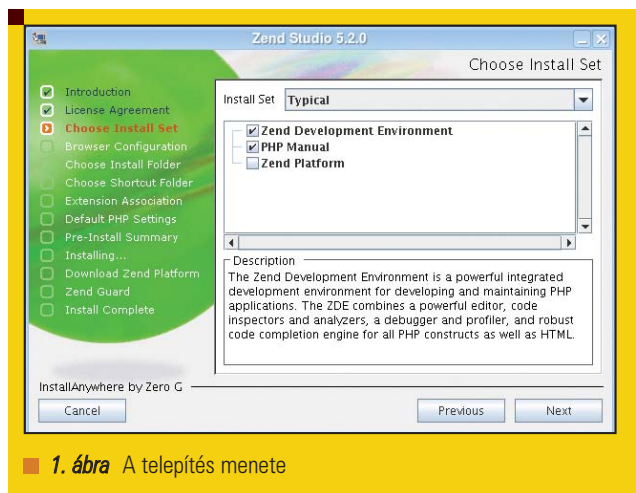 Zend Studio 5.2.0
Choose Install Set
Introduction
License Agreement
Choose Install Set
Browser Configuration
Choose Install Folder
Choose Shortcut Folder
Extension Association
Default PHP Settings
Pre-Install Summary
Installing...
Download Zend Platform
Zend Guard
Install Complete
Install Set Typical
Zend Development Environment
PHP Manual
Zend Platform
Description
The Zend Development Environment is a powerful integrated
development environment for developing and maintaining PHP
applications. The ZDE combines a powerful editor, code
inspectors and analyzers, a debugger and profiler, and robust
code completion engine for all PHP constructs as well as HTML.
InstallAnywhere by Zero G
Cancel Previous Next
1. ábra A telepítés menete